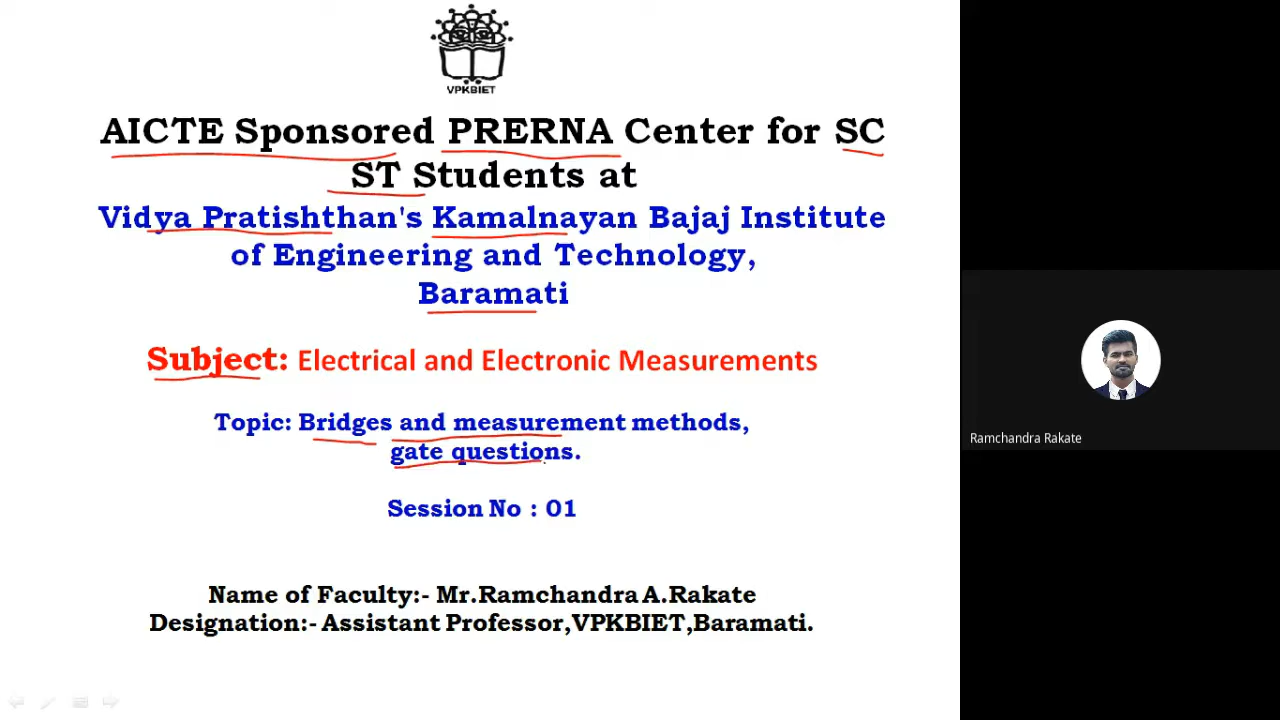 VPKBIET
AICTE Sponsored PRERNA Center for SC
ST Students at
Vidya Pratishthan's Kamalnayan Bajaj Institute
of Engineering and Technology,
Baramati
Subject: Electrical and Electronic Measurements
Topic: Bridges and measurement methods,
gate questions.
Session No : 01
Name of Faculty:- Mr.Ramchandra A.Rakate
Designation:- Assistant Professor,VPKBIET,Baramati.
Ramchandra Rakate